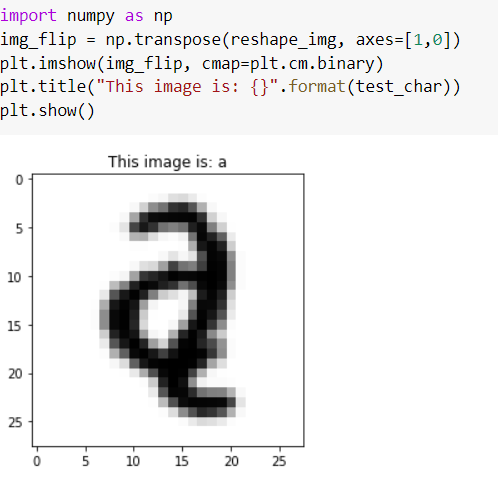 import numpy as np
img_flip = np.transpose(reshape_img, axes=[1,0])
plt.imshow(img_flip, cmap=plt.cm.binary)
plt.title("This image is: {}".format(test_char))
plt.show()
This image is: a
0
5
10
15
20
25
a
0 5 10 15 20 25